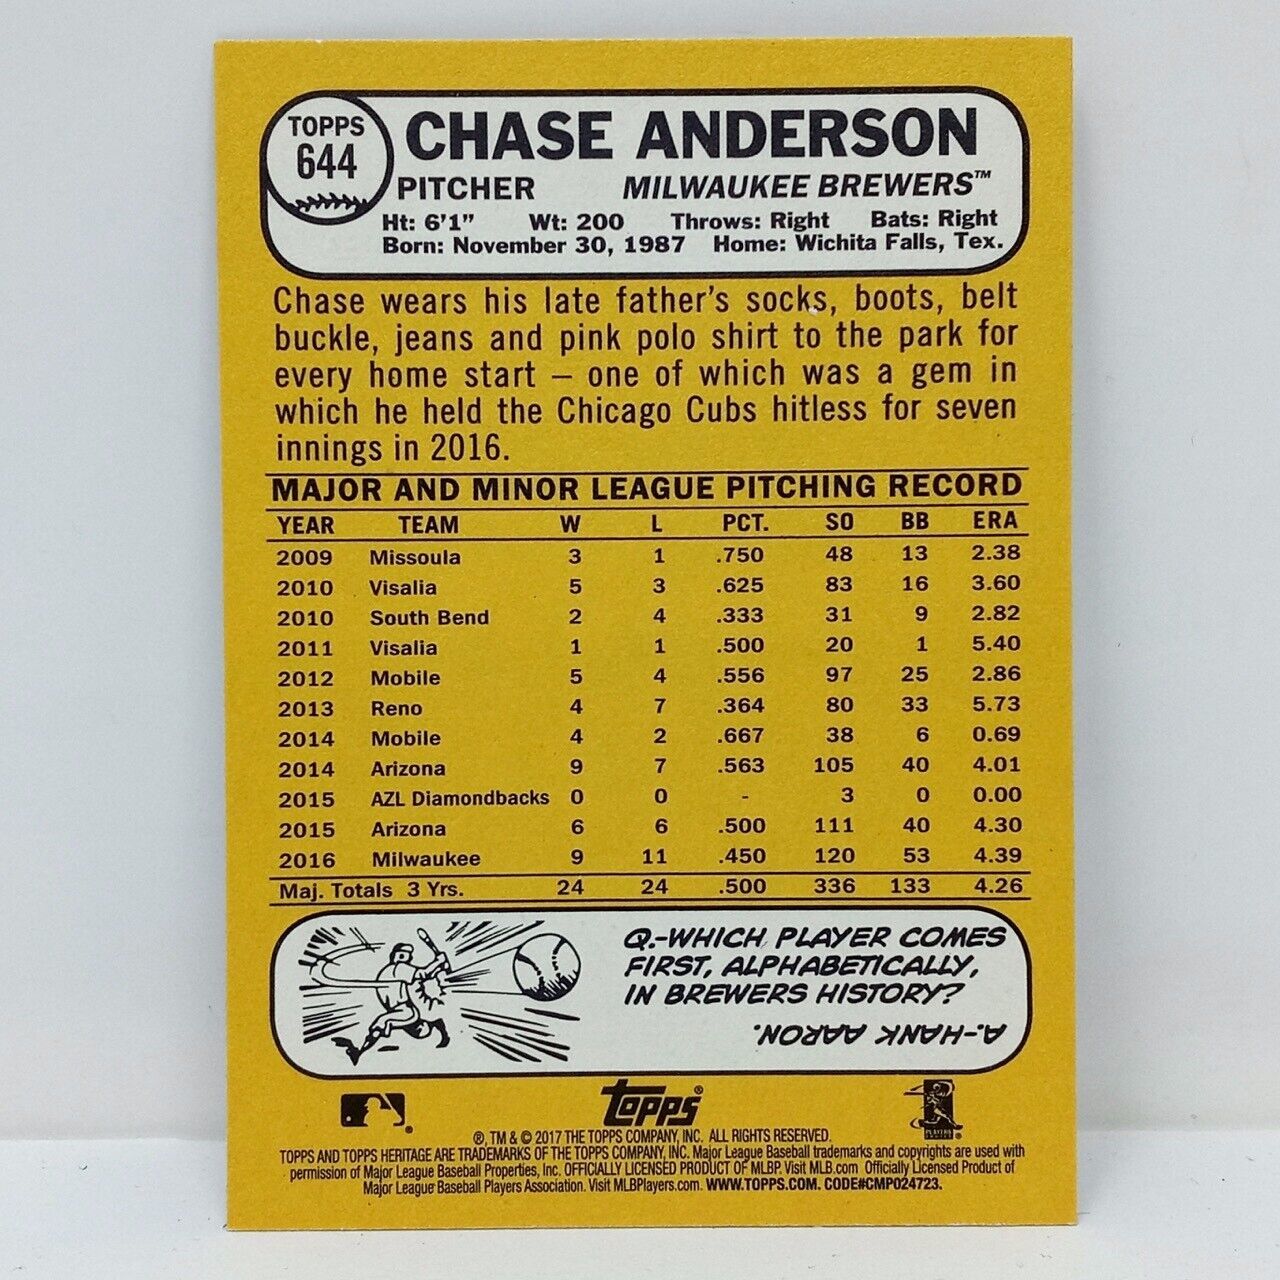 TOPPS
644
CHASE ANDERSON
PITCHER MILWAUKEE BREWERS™
Ht: 6'1" Wt: 200 Throws: Right Bats: Right
Born: November 30, 1987 Home: Wichita Falls, Tex.
Chase wears his late father's socks, boots, belt
buckle, jeans and pink polo shirt to the park for
every home start – one of which was a gem in
which he held the Chicago Cubs hitless for seven
innings in 2016.
MAJOR AND MINOR LEAGUE PITCHING RECORD
YEAR TEAM W L PCT. SO BB ERA
2009 Missoula 3 1 .750 48 13 2.38
2010 Visalia 5 3 .625 83 16 3.60
2010 South Bend 2 4 .333 31 9 2.82
2011 Visalia 1 1 .500 20 1 5.40
2012 Mobile 5 4 .556 97 25 2.86
2013 Reno 4 7 .364 80 33 5.73
2014 Mobile 4 2 .667 38 6 0.69
2014 Arizona 9 7 .563 105 40 4.01
2015 AZL Diamondbacks 0 0 - 3 0 0.00
2015 Arizona 6 6 .500 111 40 4.30
2016 Milwaukee 9 11 .450 120 53 4.39
Maj. Totals 3 Yrs. 24 24 .500 336 133 4.26
Q.-WHICH PLAYER COMES
FIRST, ALPHABETICALLY,
IN BREWERS HISTORY?
A.-HANK AARON.
Topps®
PLAYERS
®, TM & © 2017 THE TOPPS COMPANY, INC. ALL RIGHTS RESERVED.
TOPPS AND TOPPS HERITAGE ARE TRADEMARKS OF THE TOPPS COMPANY, INC. Major League Baseball trademarks and copyrights are used with
permission of Major League Baseball Properties, Inc. OFFICIALLY LICENSED PRODUCT OF MLBP. Visit MLB.com Officially Licensed Product of
Major League Baseball Players Association. Visit MLBPlayers.com. WWW.TOPPS.COM. CODE#CMP024723.